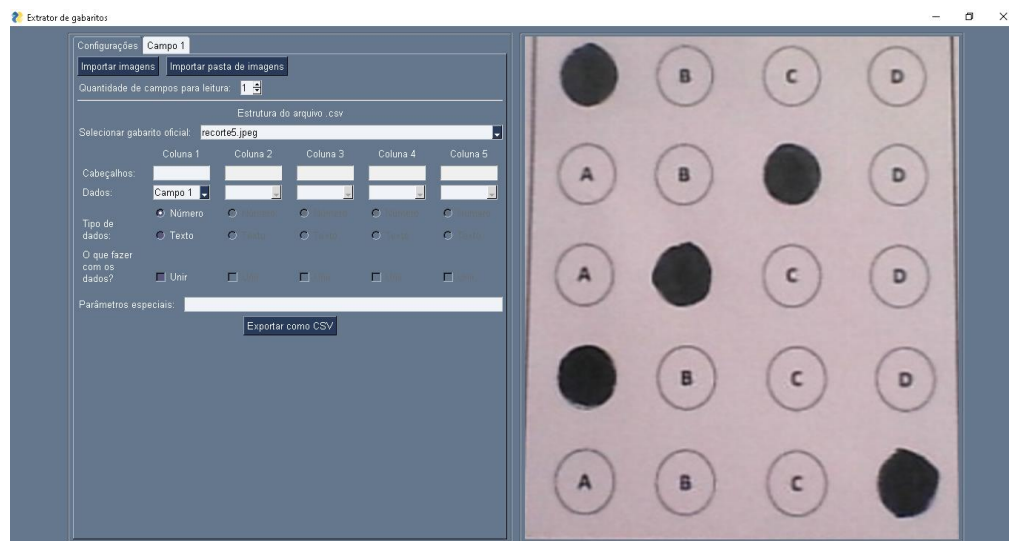 Extrator de gabaritos
Configurações Campo 1
Importar imagens Importar pasta de imagens
Quantidade de campos para leitura: 1
Estrutura do arquivo .csv
Selecionar gabarito oficial: recorte5.jpeg
Coluna 1 Coluna 2 Coluna 3 Coluna 4 Coluna 5
Cabeçalhos:
Dados: Campo 1
Tipo de dados:
Número
Texto
O que fazer
com os
dados?
Unir
Parâmetros especiais:
Exportar como CSV
B C D
A B D
A C D
B C D
A B C